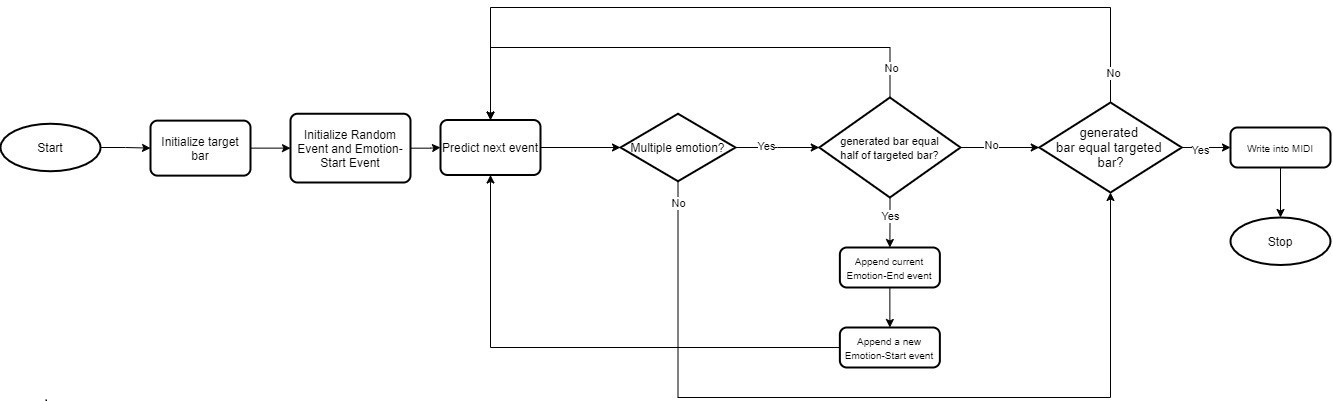 No
No
Start
Initialize target
bar
Initialize Random
Event and Emotion-
Start Event
Predict next event
Multiple emotion?
Yes
generated bar equal
half of targeted bar?
No
generated
bar equal targeted
bar?
Yes
Write into MIDI
No
Yes
Stop
Append current
Emotion-End event
Append a new
Emotion-Start event